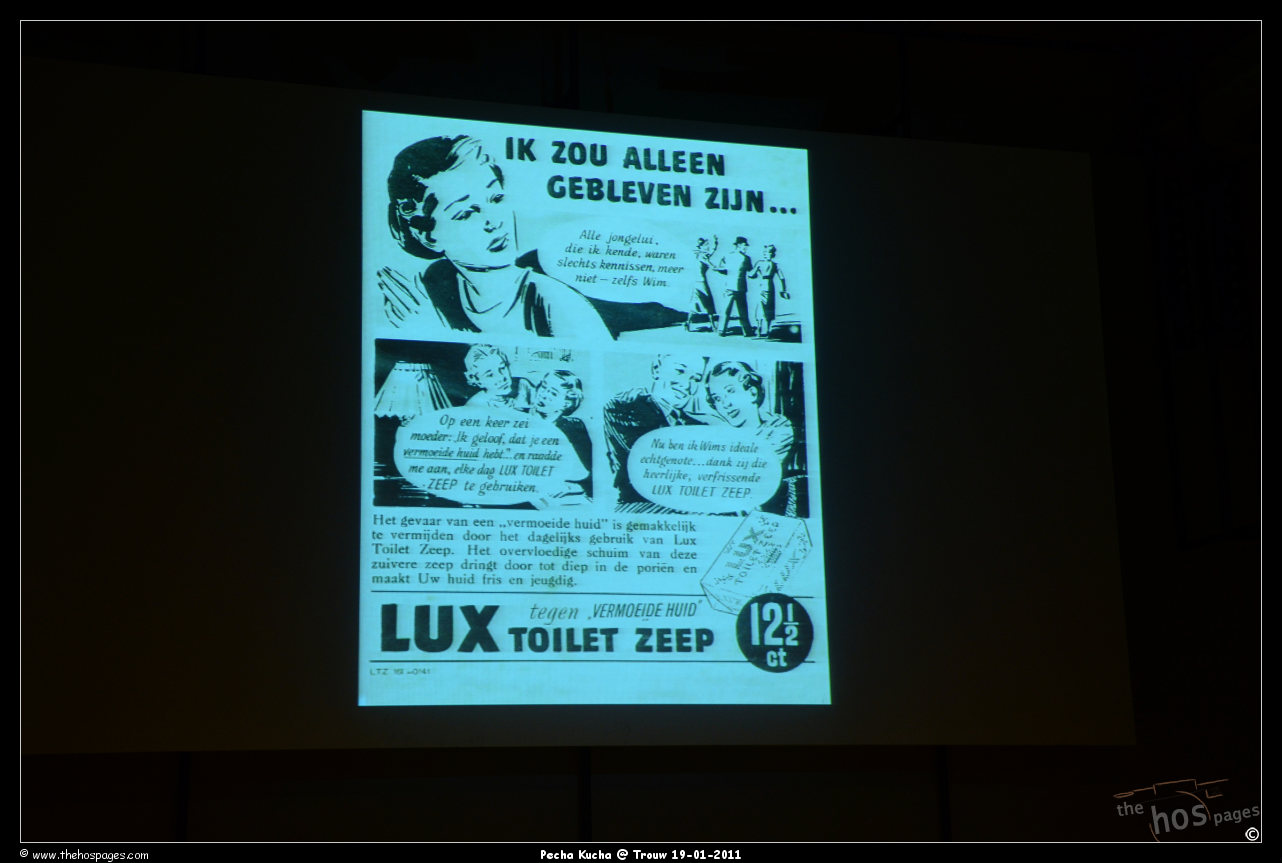 IK ZOU ALLEEN
GEBLEVEN ZIJN...
Alle jongelui,
die ik kende, waren
slechts kennissen, meer
niet — zelfs Wim.
Op een keer zei
moeder: „Ik geloof, dat je een
vermoeide huid hebt.” en raadde
me aan, elke dag LUX TOILET
ZEEP te gebruiken.
Nu ben ik Wims ideale
echtgenote... dank zij die
heerlijke, verfrissende
LUX TOILET ZEEP.
Het gevaar van een „vermoeide huid” is gemakkelijk
te vermijden door het dagelijks gebruik van Lux
Toilet Zeep. Het overvloedige schuim van deze
zuivere zeep dringt door tot diep in de poriën en
maakt Uw huid fris en jeugdig.
LUX
TOILET
LUX tegen „VERMOEIDE HUID”
TOILET ZEEP
12½
ct
LTZ
the hos pages
©
© www.thehospages.com
Pecha Kucha @ Trouw 19-01-2011